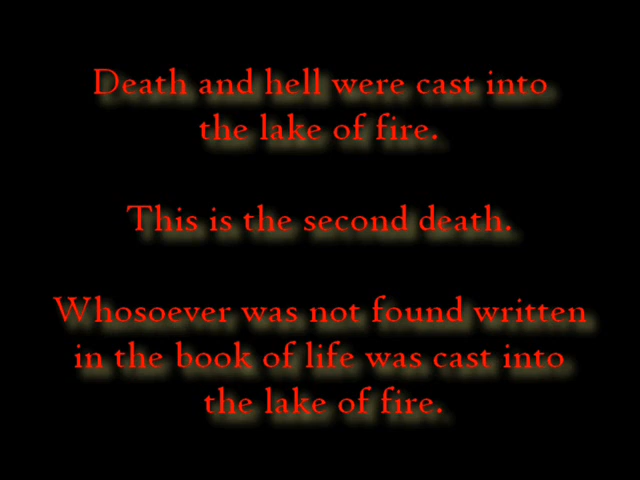 Death and hell were cast into
the lake of fire.
This is the second death.
Whosoever was not found written
in the book of life was cast into
the lake of fire.